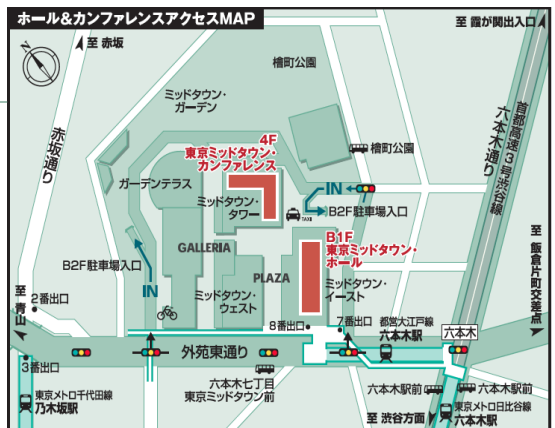 ホール&カンファレンスアクセスMAP
至 霞が関出入口
至 赤坂
N
檜町公園
ミッドタウン・
ガーデン
首都高速3号渋谷線
六本木通り
赤坂通り
4F
東京ミッドタウン・
カンファレンス
檜町公園
ガーデンテラス
IN
ミッドタウン・
タワー
TAXI
B2F駐車場入口
B1F
東京ミッドタウン・
ホール
GALLERIA
B2F駐車場入口
PLAZA
ミッドタウン・
イースト
IN
ミッドタウン・
ウェスト
至 青山
2番出口
至 飯倉片町交差点
8番出口
7番出口
都営大江戸線
六本木駅
六本木
外苑東通り
3番出口
六本木七丁目
東京ミッドタウン前
六本木駅前
六本木駅前
東京メトロ千代田線
乃木坂駅
至 渋谷方面
東京メトロ日比谷線
六本木駅